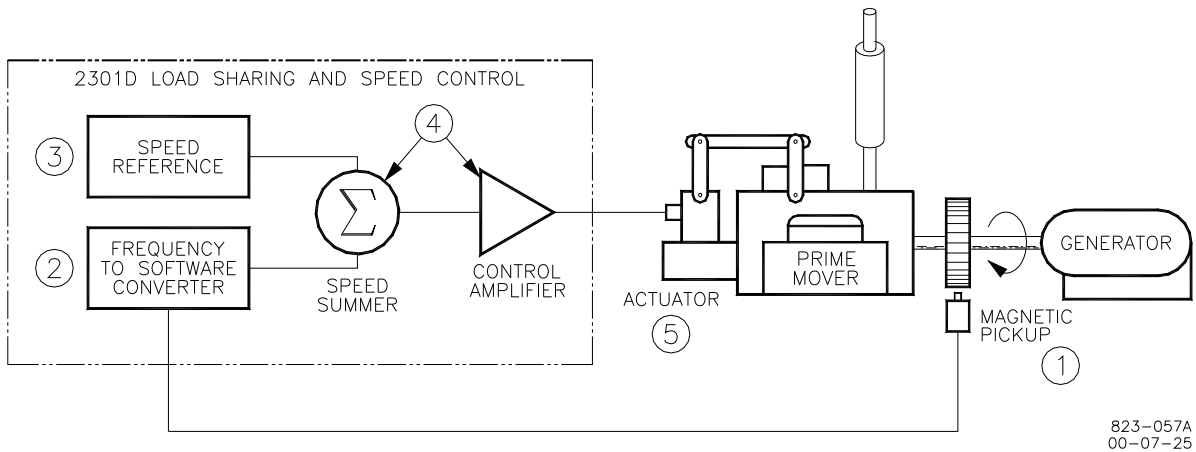 2301D LOAD SHARING AND SPEED CONTROL
3
SPEED
REFERENCE
4
Σ
2
FREQUENCY
TO SOFTWARE
CONVERTER
SPEED
SUMMER
CONTROL
AMPLIFIER
ACTUATOR
5
PRIME
MOVER
GENERATOR
MAGNETIC
PICKUP
1
823-057A
00-07-25